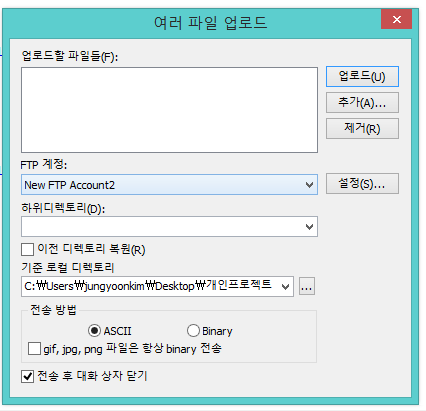 여러 파일 업로드
업로드할 파일들(F):
업로드(U)
추가(A)...
제거(R)
FTP 계정:
New FTP Account2
설정(S)...
하위디렉토리(D):
이전 디렉토리 복원(R)
기준 로컬 디렉토리
C:₩Users₩jungyoonkim₩Desktop₩개인프로젝트
...
전송 방법
ASCII
Binary
gif, jpg, png 파일은 항상 binary 전송
전송 후 대화 상자 닫기